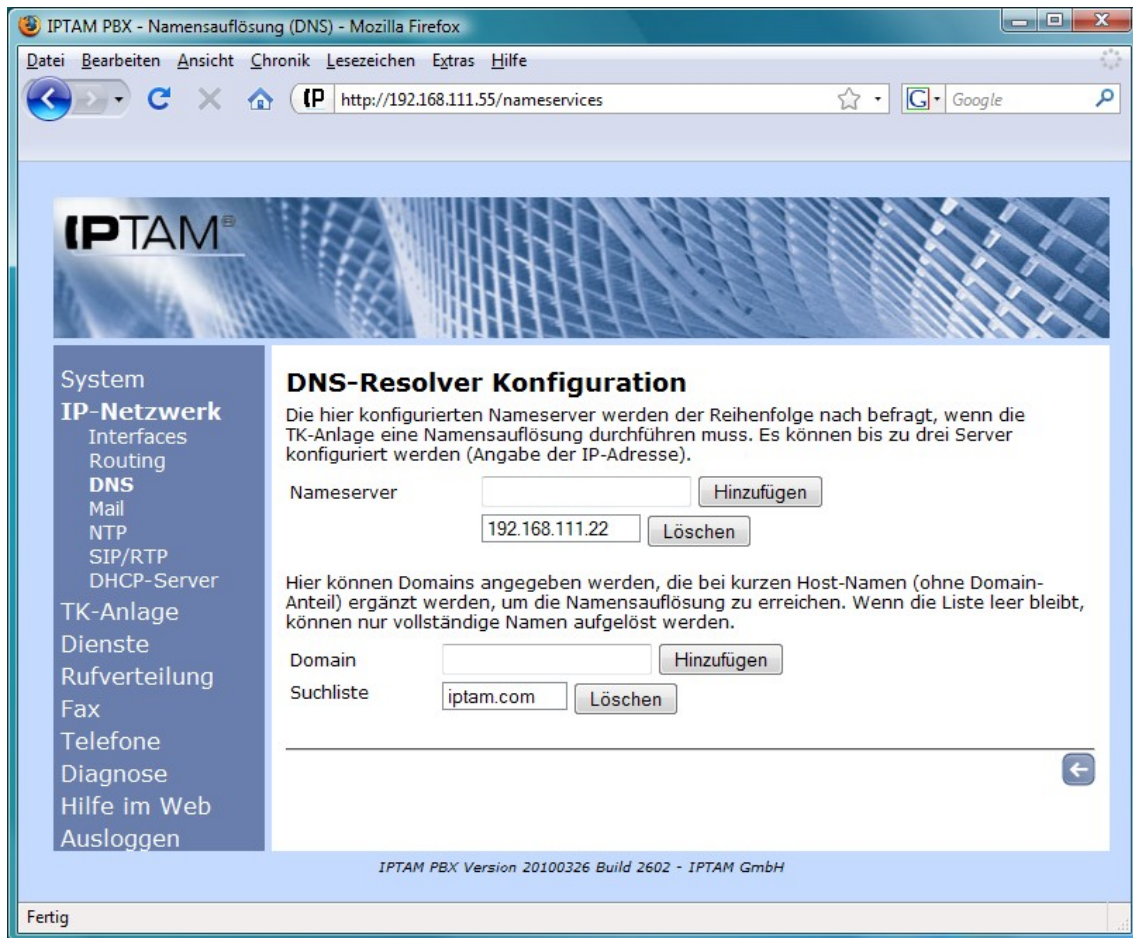 IPTAM PBX - Namensauflösung (DNS) - Mozilla Firefox
Datei Bearbeiten Ansicht Chronik Lesezeichen Extras Hilfe
(IP http://192.168.111.55/nameservices G Google
IPTAM®
System
IP-Netzwerk
Interfaces
Routing
DNS
Mail
NTP
SIP/RTP
DHCP-Server
TK-Anlage
Dienste
Rufverteilung
Fax
Telefone
Diagnose
Hilfe im Web
Ausloggen
DNS-Resolver Konfiguration
Die hier konfigurierten Nameserver werden der Reihenfolge nach befragt, wenn die
TK-Anlage eine Namensauflösung durchführen muss. Es können bis zu drei Server
konfiguriert werden (Angabe der IP-Adresse).
Nameserver Hinzufügen
192.168.111.22 Löschen
Hier können Domains angegeben werden, die bei kurzen Host-Namen (ohne Domain-
Anteil) ergänzt werden, um die Namensauflösung zu erreichen. Wenn die Liste leer bleibt,
können nur vollständige Namen aufgelöst werden.
Domain Hinzufügen
Suchliste iptam.com Löschen
IPTAM PBX Version 20100326 Build 2602 - IPTAM GmbH
Fertig